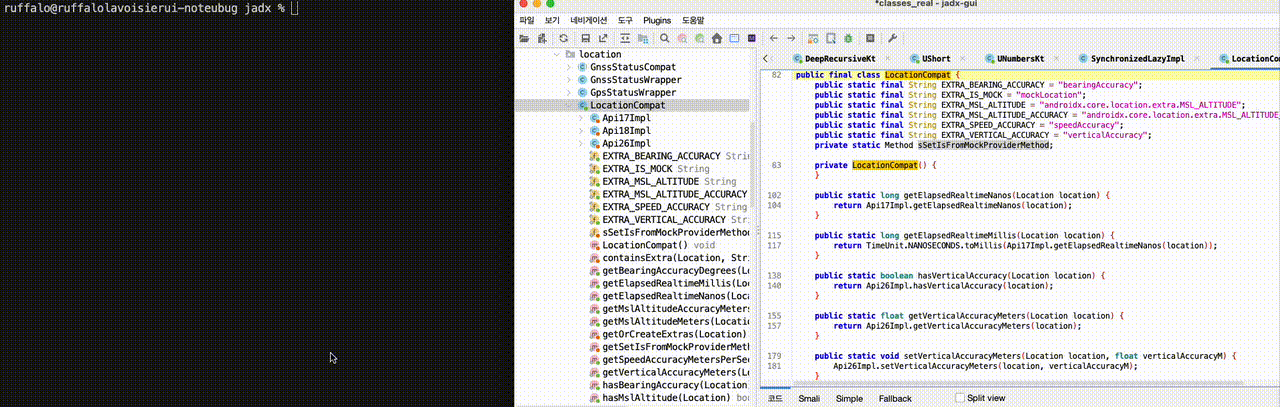 ruffalo@ruffalolavoisierui-noteubug jadx %
*classes_real - jadx-gui
파일 보기 네비게이션 도구 Plugins 도움말
location
GnssStatusCompat
GnssStatusWrapper
GpsStatusWrapper
LocationCompat
Api17Impl
Api18Impl
Api26Impl
EXTRA_BEARING_ACCURACY Strin
EXTRA_IS_MOCK String
EXTRA_MSL_ALTITUDE String
EXTRA_MSL_ALTITUDE_ACCURACY
EXTRA_SPEED_ACCURACY String
EXTRA_VERTICAL_ACCURACY String
sSetIsFromMockProviderMethod
LocationCompat() void
containsExtra(Location, Stri
getBearingAccuracyDegrees(Lo
getElapsedRealtimeMillis(Loc
getElapsedRealtimeNanos(Loca
getMslAltitudeAccuracyMeters
getMslAltitudeMeters(Locatio
getOrCreateExtras(Location)
getSetIsFromMockProviderMeth
getSpeedAccuracyMetersPerSec
getVerticalAccuracyMeters(Lo
hasBearingAccuracy(Location
hasMslAltitude(Location) boo
DeepRecursiveKt UShort UNumbersKt SynchronizedLazyImpl LocationCom
82 public final class LocationCompat {
public static final String EXTRA_BEARING_ACCURACY = "bearingAccuracy";
public static final String EXTRA_IS_MOCK = "mockLocation";
public static final String EXTRA_MSL_ALTITUDE = "androidx.core.location.extra.MSL_ALTITUDE";
public static final String EXTRA_MSL_ALTITUDE_ACCURACY = "androidx.core.location.extra.MSL_ALTITUDE_
public static final String EXTRA_SPEED_ACCURACY = "speedAccuracy";
public static final String EXTRA_VERTICAL_ACCURACY = "verticalAccuracy";
private static Method sSetIsFromMockProviderMethod;
83 private LocationCompat() {
}
102 public static long getElapsedRealtimeNanos(Location location) {
104 return Api17Impl.getElapsedRealtimeNanos(location);
}
115 public static long getElapsedRealtimeMillis(Location location) {
117 return TimeUnit.NANOSECONDS.toMillis(Api17Impl.getElapsedRealtimeNanos(location));
}
138 public static boolean hasVerticalAccuracy(Location location) {
140 return Api26Impl.hasVerticalAccuracy(location);
}
155 public static float getVerticalAccuracyMeters(Location location) {
157 return Api26Impl.getVerticalAccuracyMeters(location);
}
179 public static void setVerticalAccuracyMeters(Location location, float verticalAccuracyM) {
181 Api26Impl.setVerticalAccuracyMeters(location, verticalAccuracyM);
}
코드 Smali Simple Fallback Split view